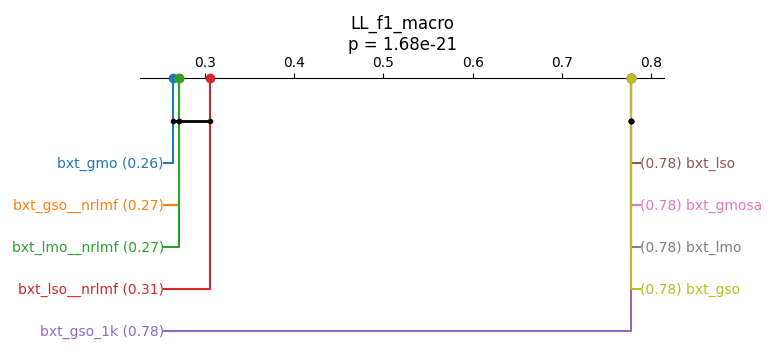 LL_f1_macro
p = 1.68e-21
0.3 0.4 0.5 0.6 0.7 0.8
bxt_gmo (0.26) (0.78) bxt_lso
bxt_gso__nrlmf (0.27) (0.78) bxt_gmosa
bxt_lmo__nrlmf (0.27) (0.78) bxt_lmo
bxt_lso__nrlmf (0.31) (0.78) bxt_gso
bxt_gso_1k (0.78)